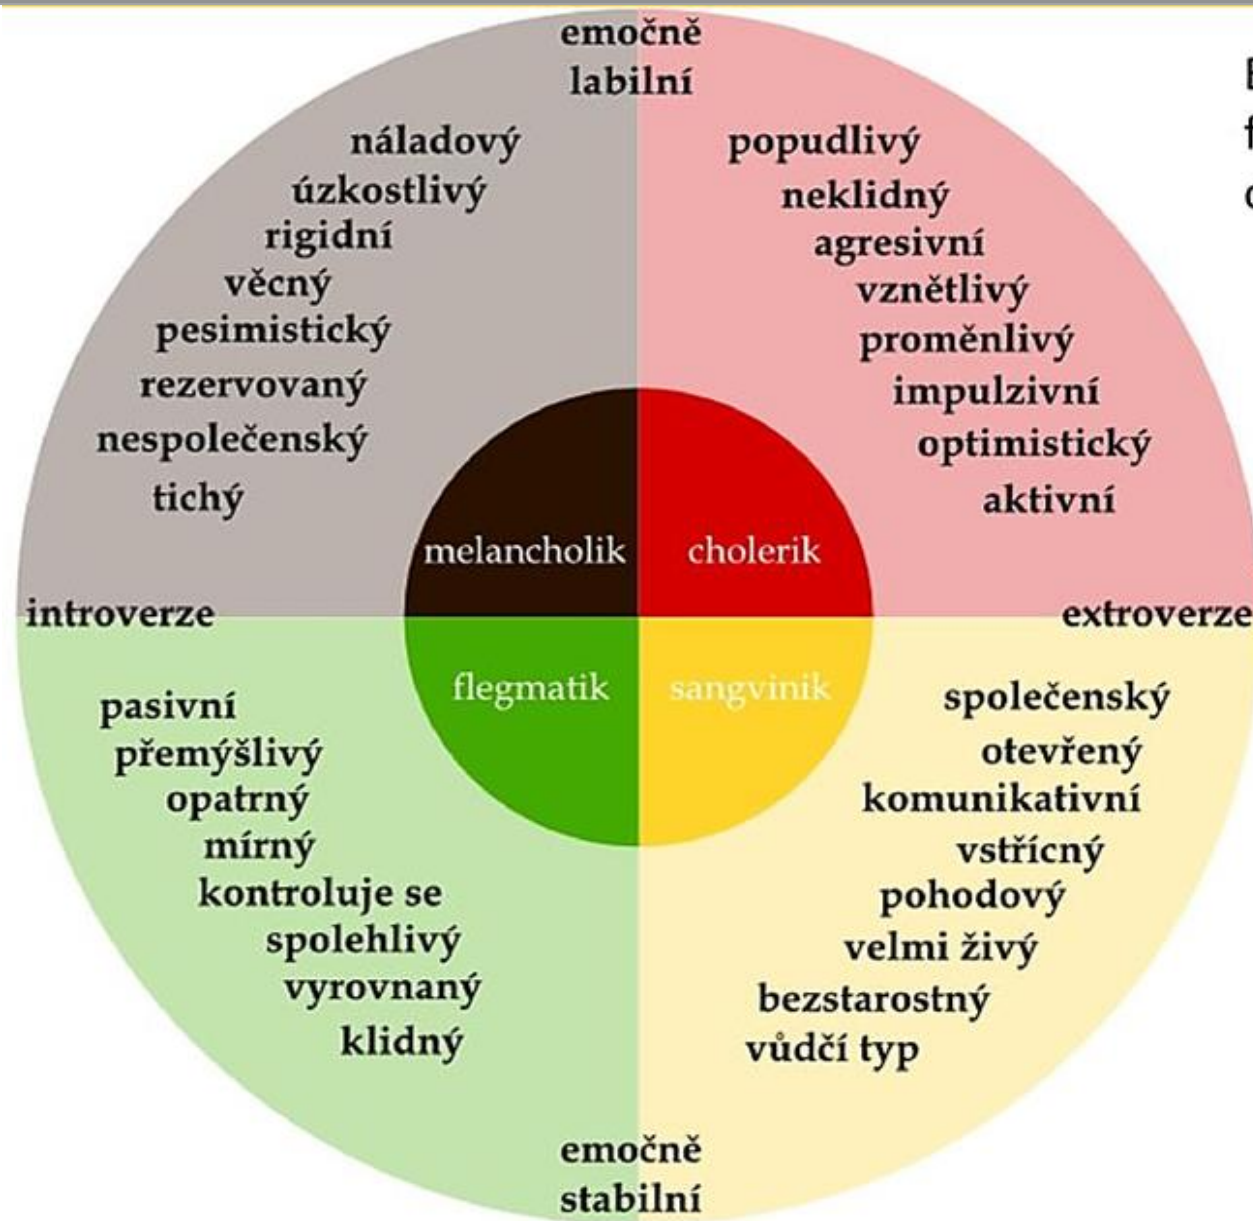 emočně
labilní
náladový
úzkostlivý
rigidní
věcný
pesimistický
rezervovaný
nespolečenský
tichý
popudlivý
neklidný
agresivní
vznětlivý
proměnlivý
impulzivní
optimistický
aktivní
melancholik
cholerik
introverze
extroverze
flegmatik
sangvinik
pasivní
přemýšlivý
opatrný
mírný
kontroluje se
spolehlivý
vyrovnaný
klidný
společenský
otevřený
komunikativní
vstřícný
pohodový
velmi živý
bezstarostný
vůdčí typ
emočně
stabilní